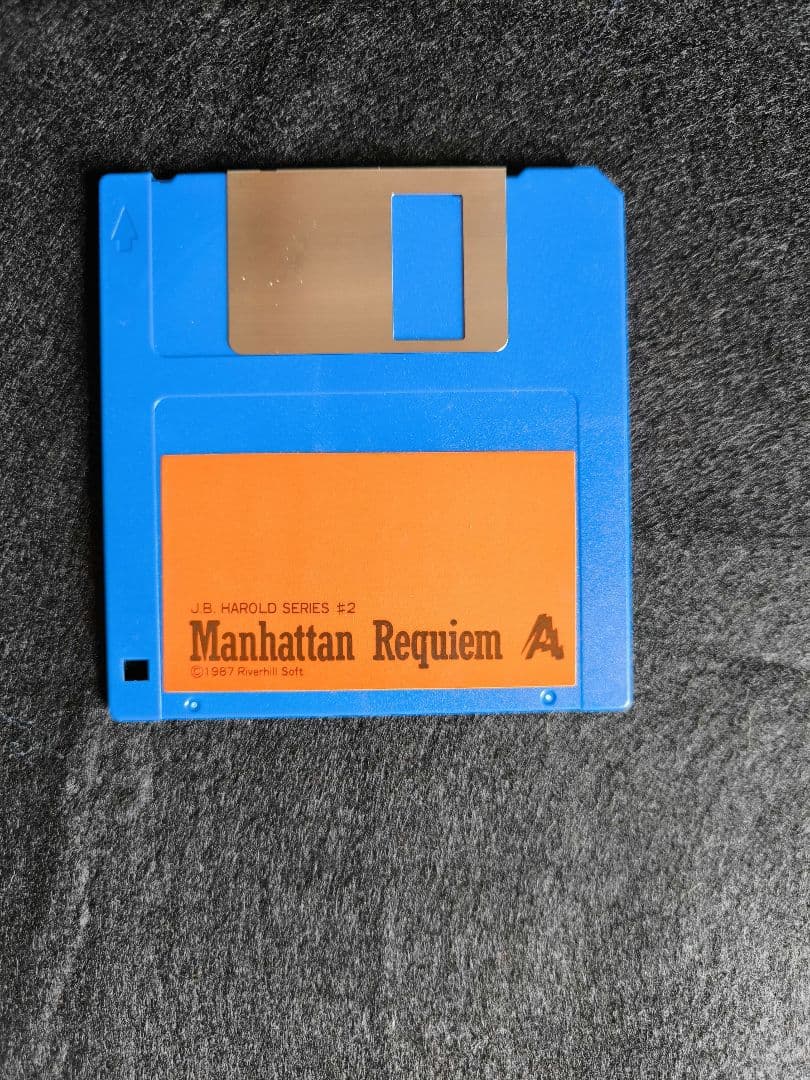 J.B. HAROLD SERIES #2
Manhattan Requiem A
©1987 Riverhill Soft